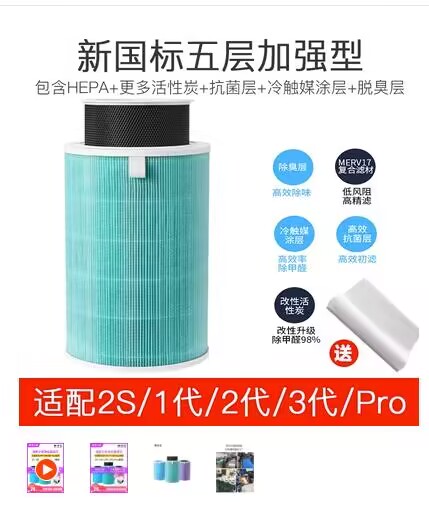 新国标五层加强型
包含HEPA+更多活性炭+抗菌层+冷触媒涂层+脱臭层
除臭层
高效除味
MERV17
复合滤材
低风阻
高精滤
冷触媒
涂层
高效率
除甲醛
高效
抗菌层
高效初滤
改性活
性炭
改性升级
除甲醛98%
送
适配2S/1代/2代/3代/Pro